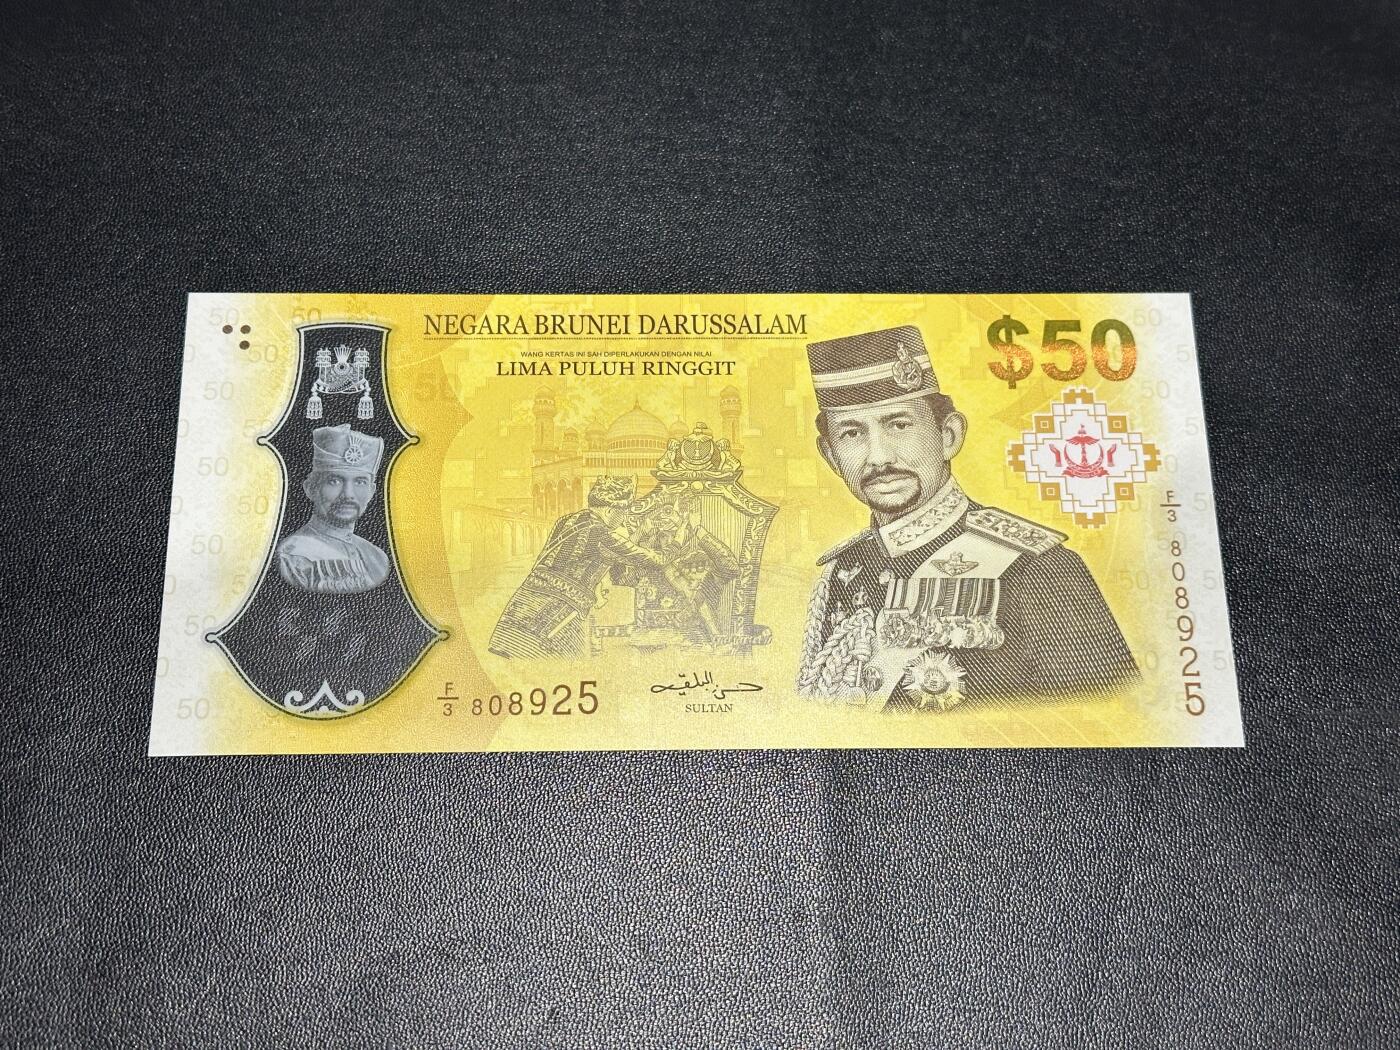 NEGARA BRUNEI DARUSSALAM
WANG KERTAS INI SAH DIPERLAKUKAN DENGAN NILAI
LIMA PULUH RINGGIT
$50
F/3 808925
F/3 808925
SULTAN